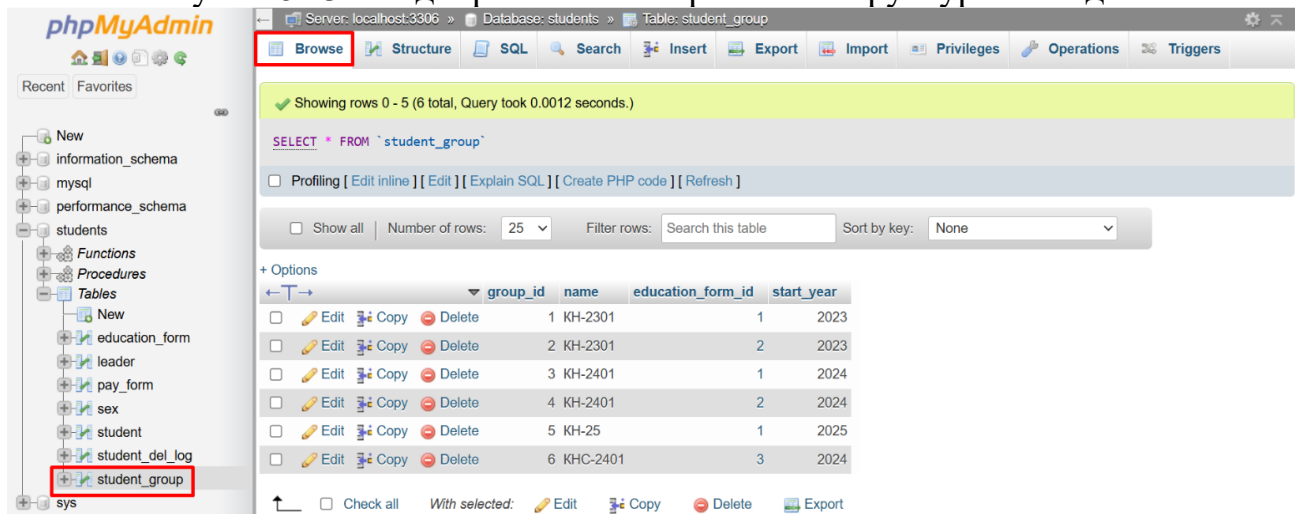 phpMyAdmin
Recent Favorites
New
information_schema
mysql
performance_schema
students
Functions
Procedures
Tables
New
education_form
leader
pay_form
sex
student
student_del_log
student_group
sys
Server: localhost:3306 » Database: students » Table: student_group
Browse Structure SQL Search Insert Export Import Privileges Operations Triggers
Showing rows 0 - 5 (6 total, Query took 0.0012 seconds.)
SELECT * FROM `student_group`
Profiling [ Edit inline ] [ Edit ] [ Explain SQL ] [ Create PHP code ] [ Refresh ]
Show all | Number of rows: 25 Filter rows: Search this table Sort by key: None
+ Options
←T→ group_id name education_form_id start_year
Edit Copy Delete 1 КН-2301 1 2023
Edit Copy Delete 2 КН-2301 2 2023
Edit Copy Delete 3 КН-2401 1 2024
Edit Copy Delete 4 КН-2401 2 2024
Edit Copy Delete 5 КН-25 1 2025
Edit Copy Delete 6 КНС-2401 3 2024
Check all With selected: Edit Copy Delete Export